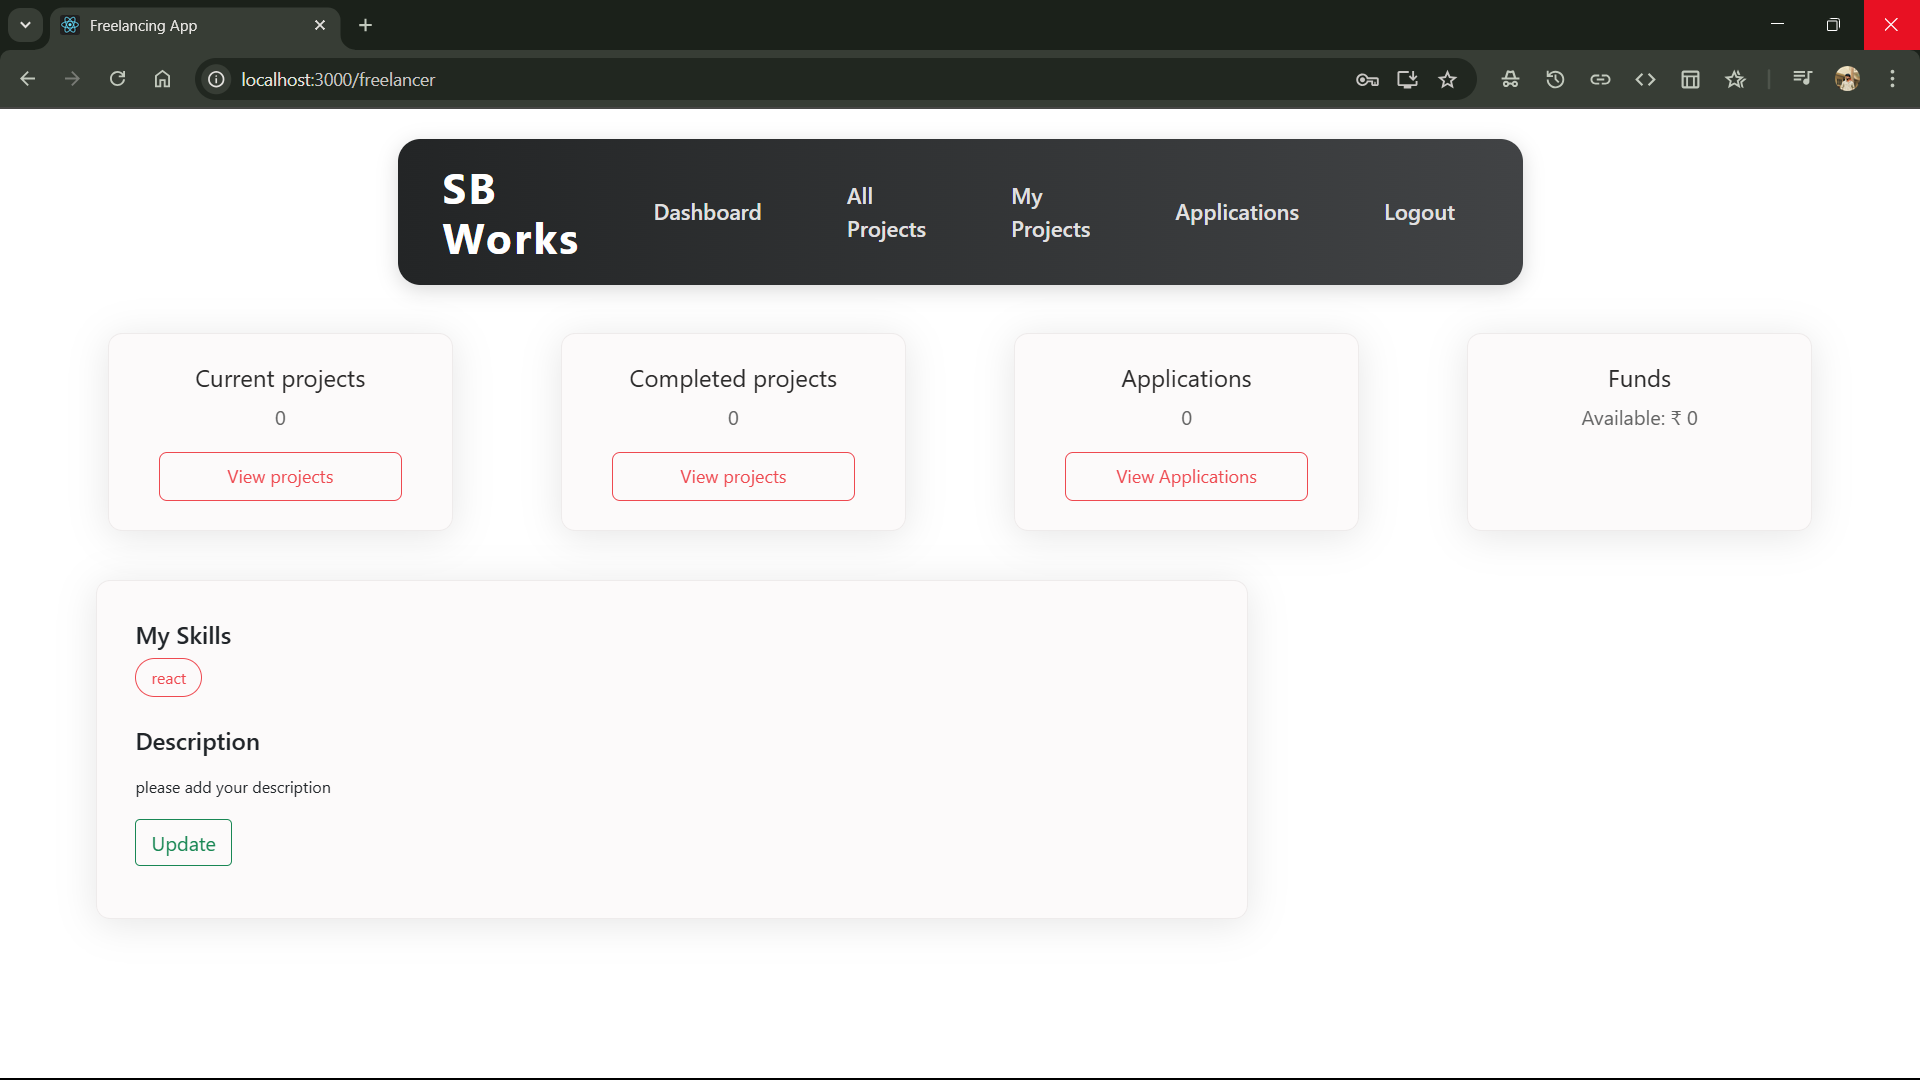 Freelancing App
localhost:3000/freelancer
SB
Works
Dashboard
All
Projects
My
Projects
Applications
Logout
Current projects
0
View projects
Completed projects
0
View projects
Applications
0
View Applications
Funds
Available: ₹ 0
My Skills
react
Description
please add your description
Update